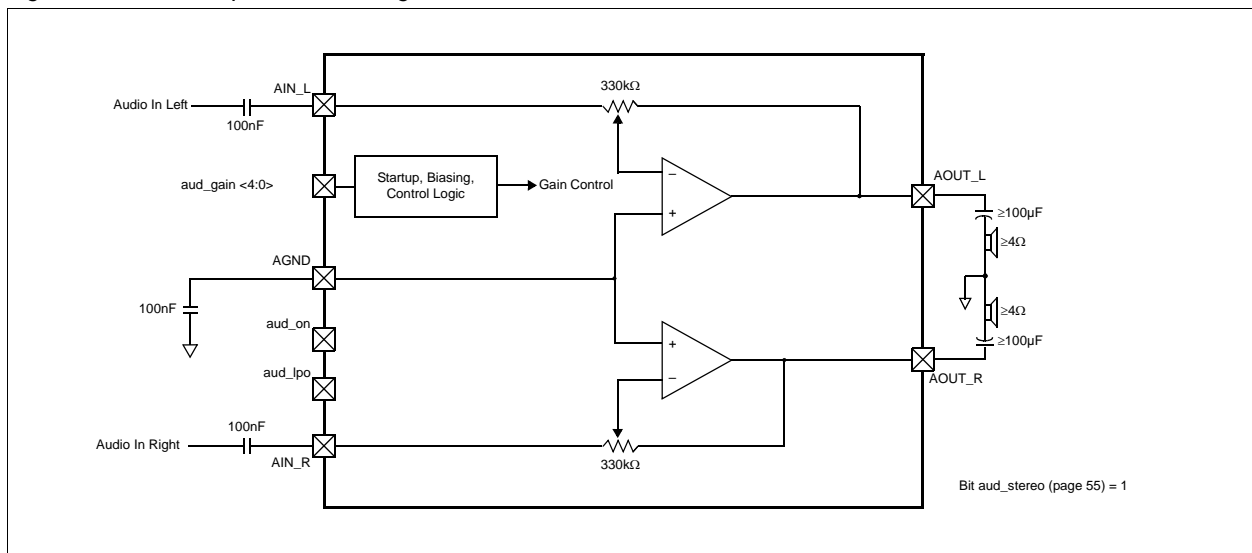 Audio In Left
AIN_L
100nF
330kΩ
aud_gain <4:0>
Startup, Biasing,
Control Logic
Gain Control
−
+
AOUT_L
≥100µF
≥4Ω
AGND
100nF
aud_on
aud_lpo
+
−
≥4Ω
≥100µF
AOUT_R
Audio In Right
100nF
AIN_R
330kΩ
Bit aud_stereo (page 55) = 1